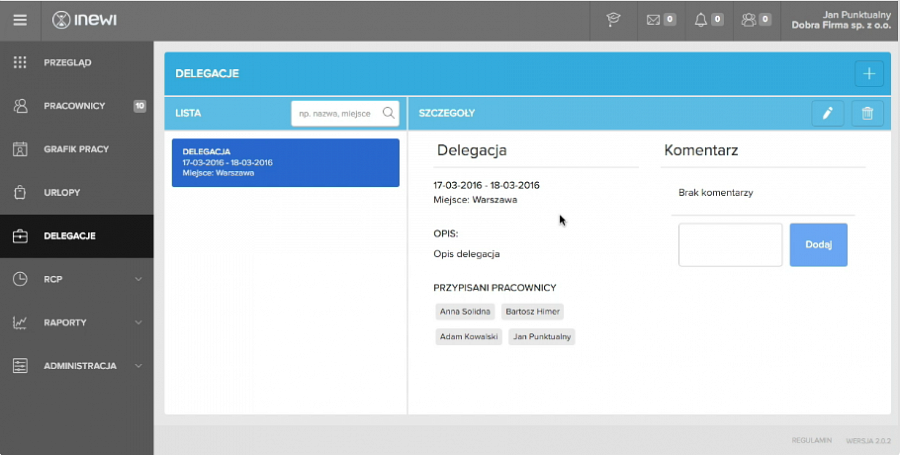 INEWI
0
0
0
Jan Punktualny
Dobra Firma sp. z o.o.
PRZEGLĄD
PRACOWNICY 10
GRAFIK PRACY
URLOPY
DELEGACJE
RCP
RAPORTY
ADMINISTRACJA
DELEGACJE
LISTA
np. nazwa, miejsce
DELEGACJA
17-03-2016 - 18-03-2016
Miejsce: Warszawa
SZCZEGOŁY
Delegacja
17-03-2016 - 18-03-2016
Miejsce: Warszawa
OPIS:
Opis delegacja
PRZYPISANI PRACOWNICY
Anna Solidna Bartosz Himer
Adam Kowalski Jan Punktualny
Komentarz
Brak komentarzy
Dodaj
REGULAMIN WERSJA 2.0.2